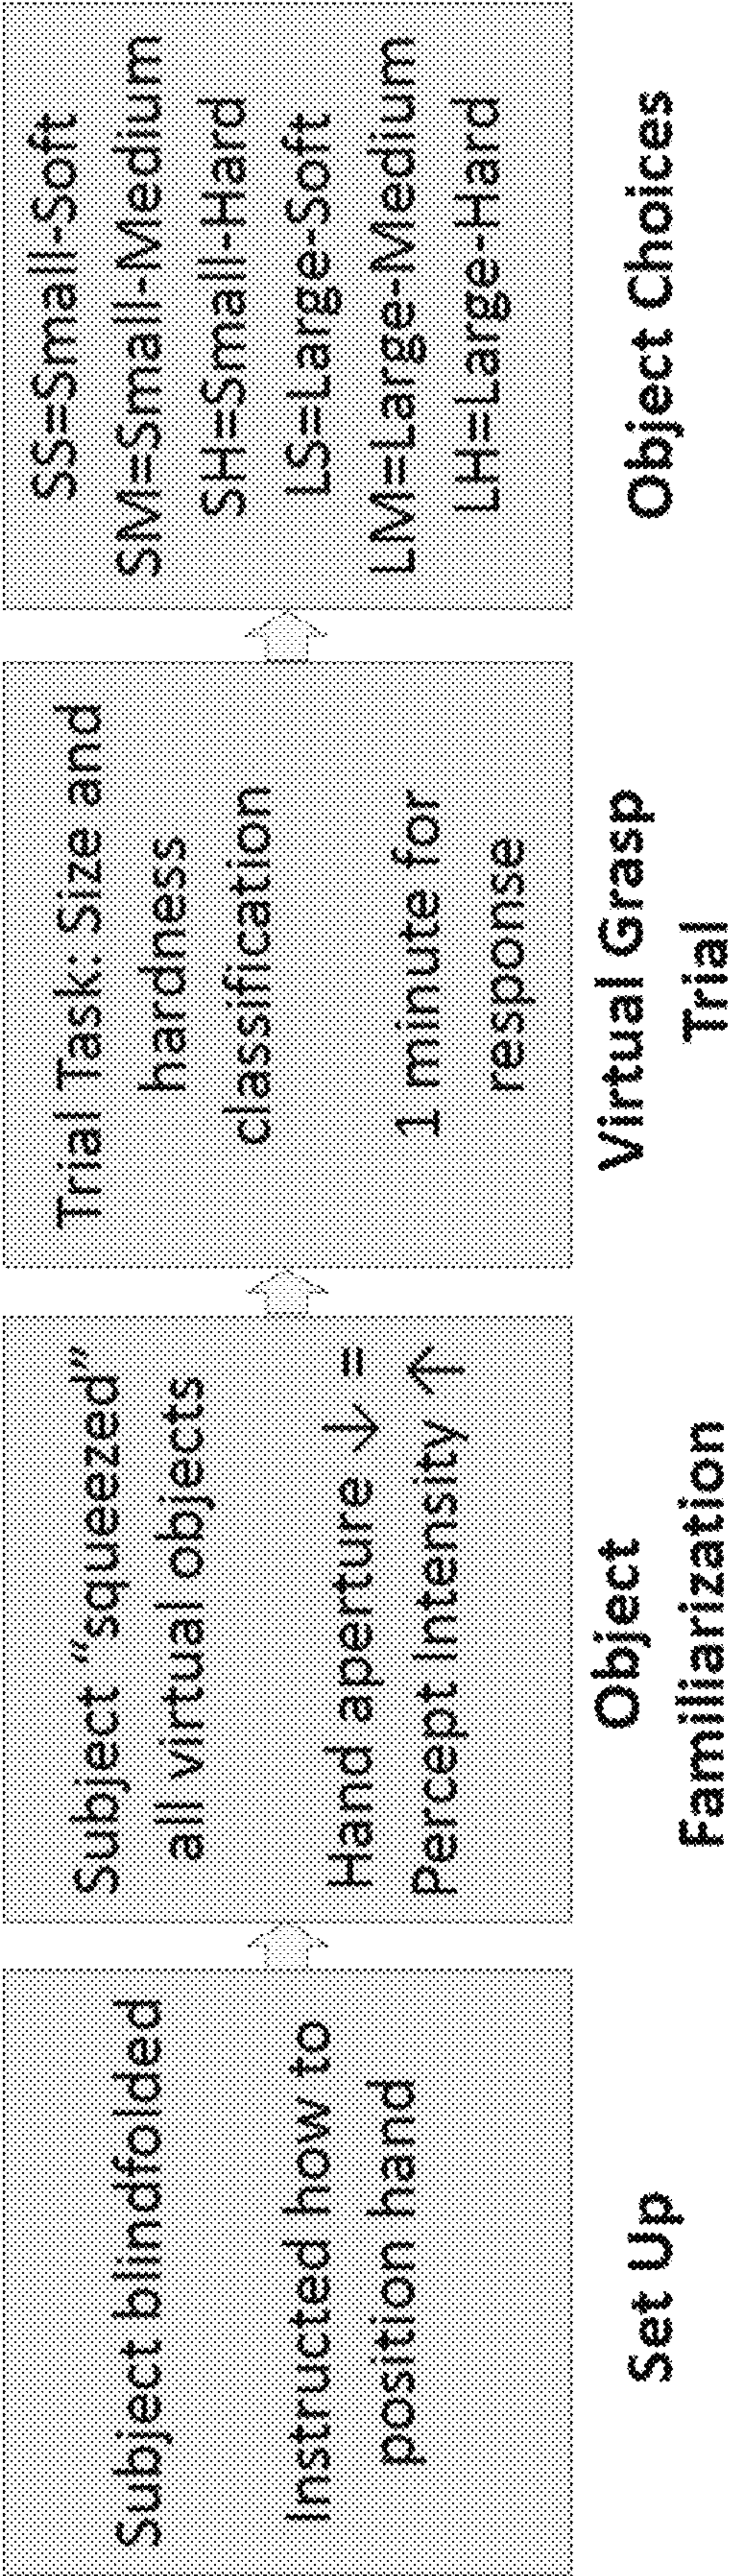 Subject blindfolded
Instructed how to
position hand
Set Up
Subject “squeezed”
all virtual objects
Hand aperture ↓ =
Percept Intensity ↑
Object
Familiarization
Trial Task: Size and
hardness
classification
1 minute for
response
Virtual Grasp
Trial
SS=Small-Soft
SM=Small-Medium
SH=Small-Hard
LS=Large-Soft
LM=Large-Medium
LH=Large-Hard
Object Choices